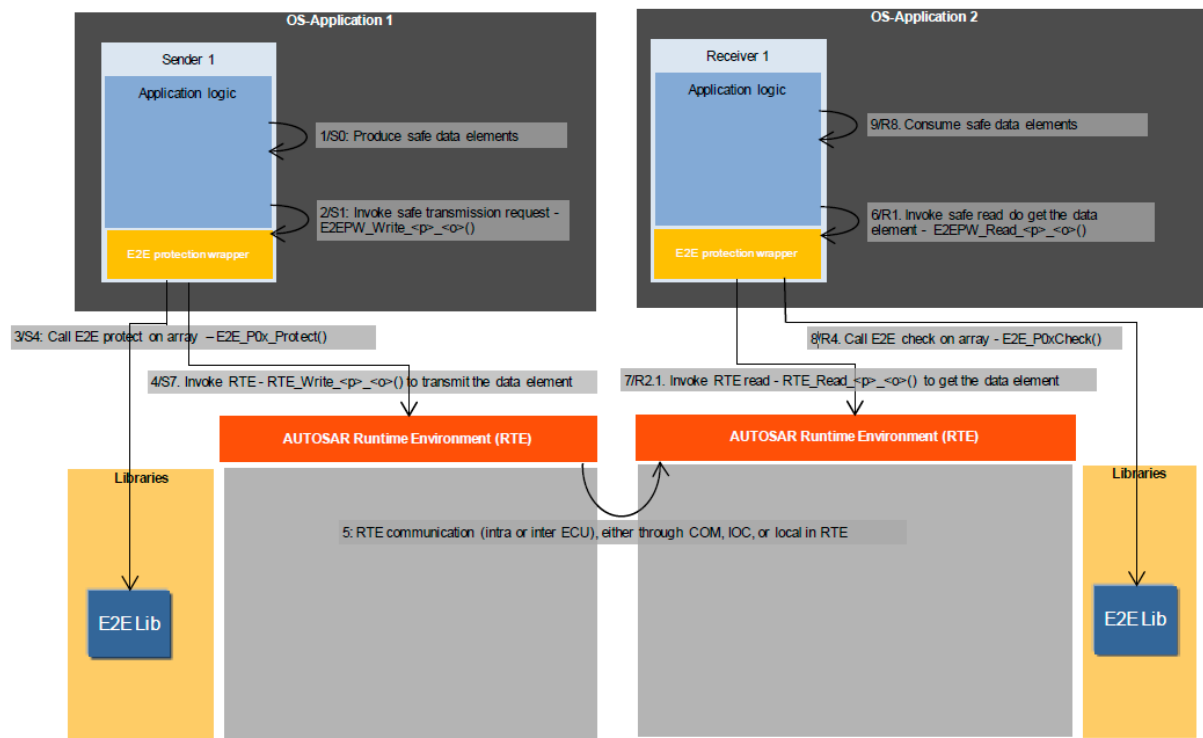 OS-Application 1
Sender 1
Application logic
1/S0: Produce safe data elements
2/S1: Invoke safe transmission request -
E2EPW_Write_<p>_<o>()
E2E protection wrapper
3/S4: Call E2E protect on array – E2E_P0x_Protect()
4/S7. Invoke RTE - RTE_Write_<p>_<o>() to transmit the data element
AUTOSAR Runtime Environment (RTE)
Libraries
E2E Lib
5: RTE communication (intra or inter ECU), either through COM, IOC, or local in RTE
OS-Application 2
Receiver 1
Application logic
9/R8. Consume safe data elements
6/R1. Invoke safe read do get the data
element - E2EPW_Read_<p>_<o>()
E2E protection wrapper
8/R4. Call E2E check on array - E2E_P0xCheck()
7/R2.1. Invoke RTE read - RTE_Read_<p>_<o>() to get the data element
AUTOSAR Runtime Environment (RTE)
Libraries
E2E Lib